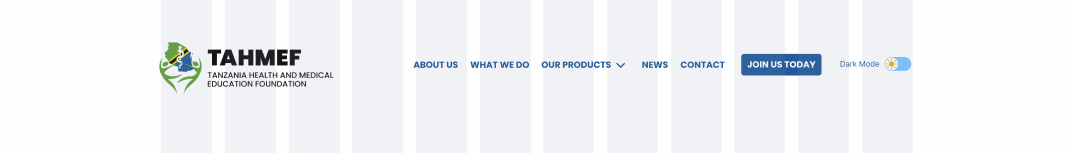 TAHMEF
TANZANIA HEALTH AND MEDICAL
EDUCATION FOUNDATION
ABOUT US WHAT WE DO OUR PRODUCTS NEWS CONTACT JOIN US TODAY Dark Mode